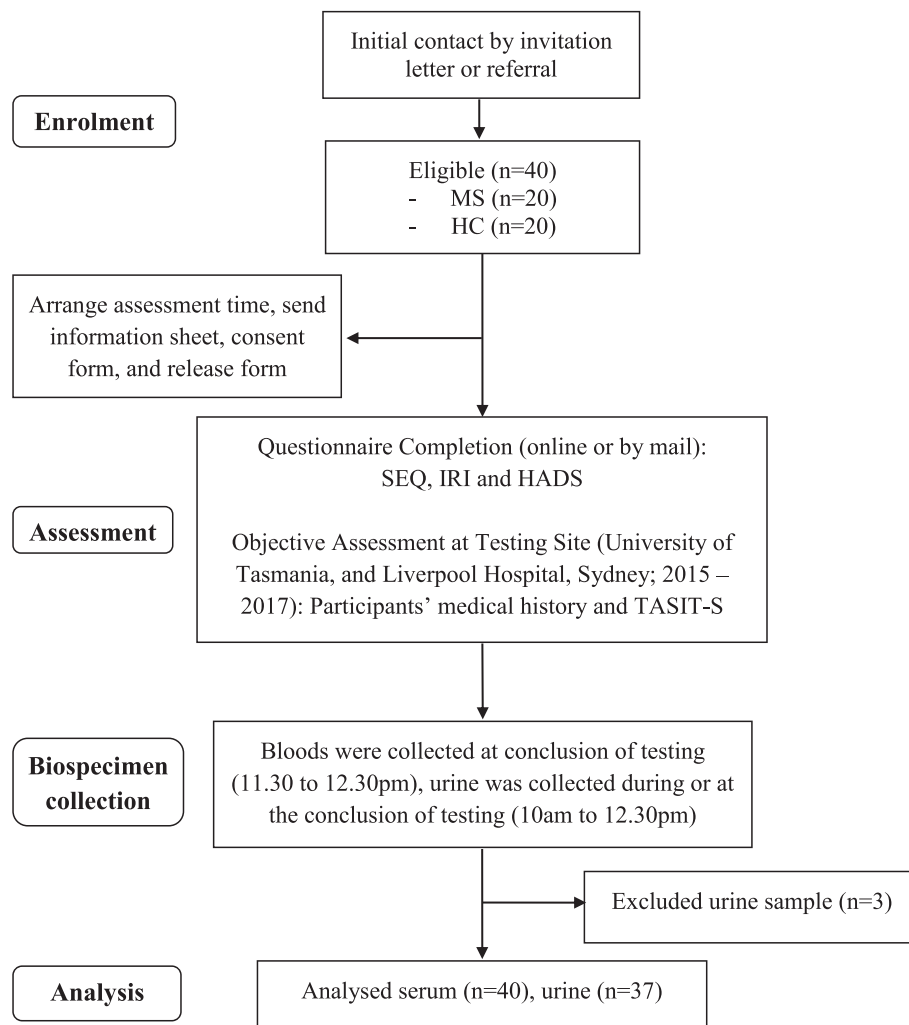 Initial contact by invitation
letter or referral
Enrolment
Eligible (n=40)
- MS (n=20)
- HC (n=20)
Arrange assessment time, send
information sheet, consent
form, and release form
Questionnaire Completion (online or by mail):
SEQ, IRI and HADS
Assessment
Objective Assessment at Testing Site (University of
Tasmania, and Liverpool Hospital, Sydney; 2015 –
2017): Participants’ medical history and TASIT-S
Biospecimen
collection
Bloods were collected at conclusion of testing
(11.30 to 12.30pm), urine was collected during or at
the conclusion of testing (10am to 12.30pm)
Excluded urine sample (n=3)
Analysis
Analysed serum (n=40), urine (n=37)